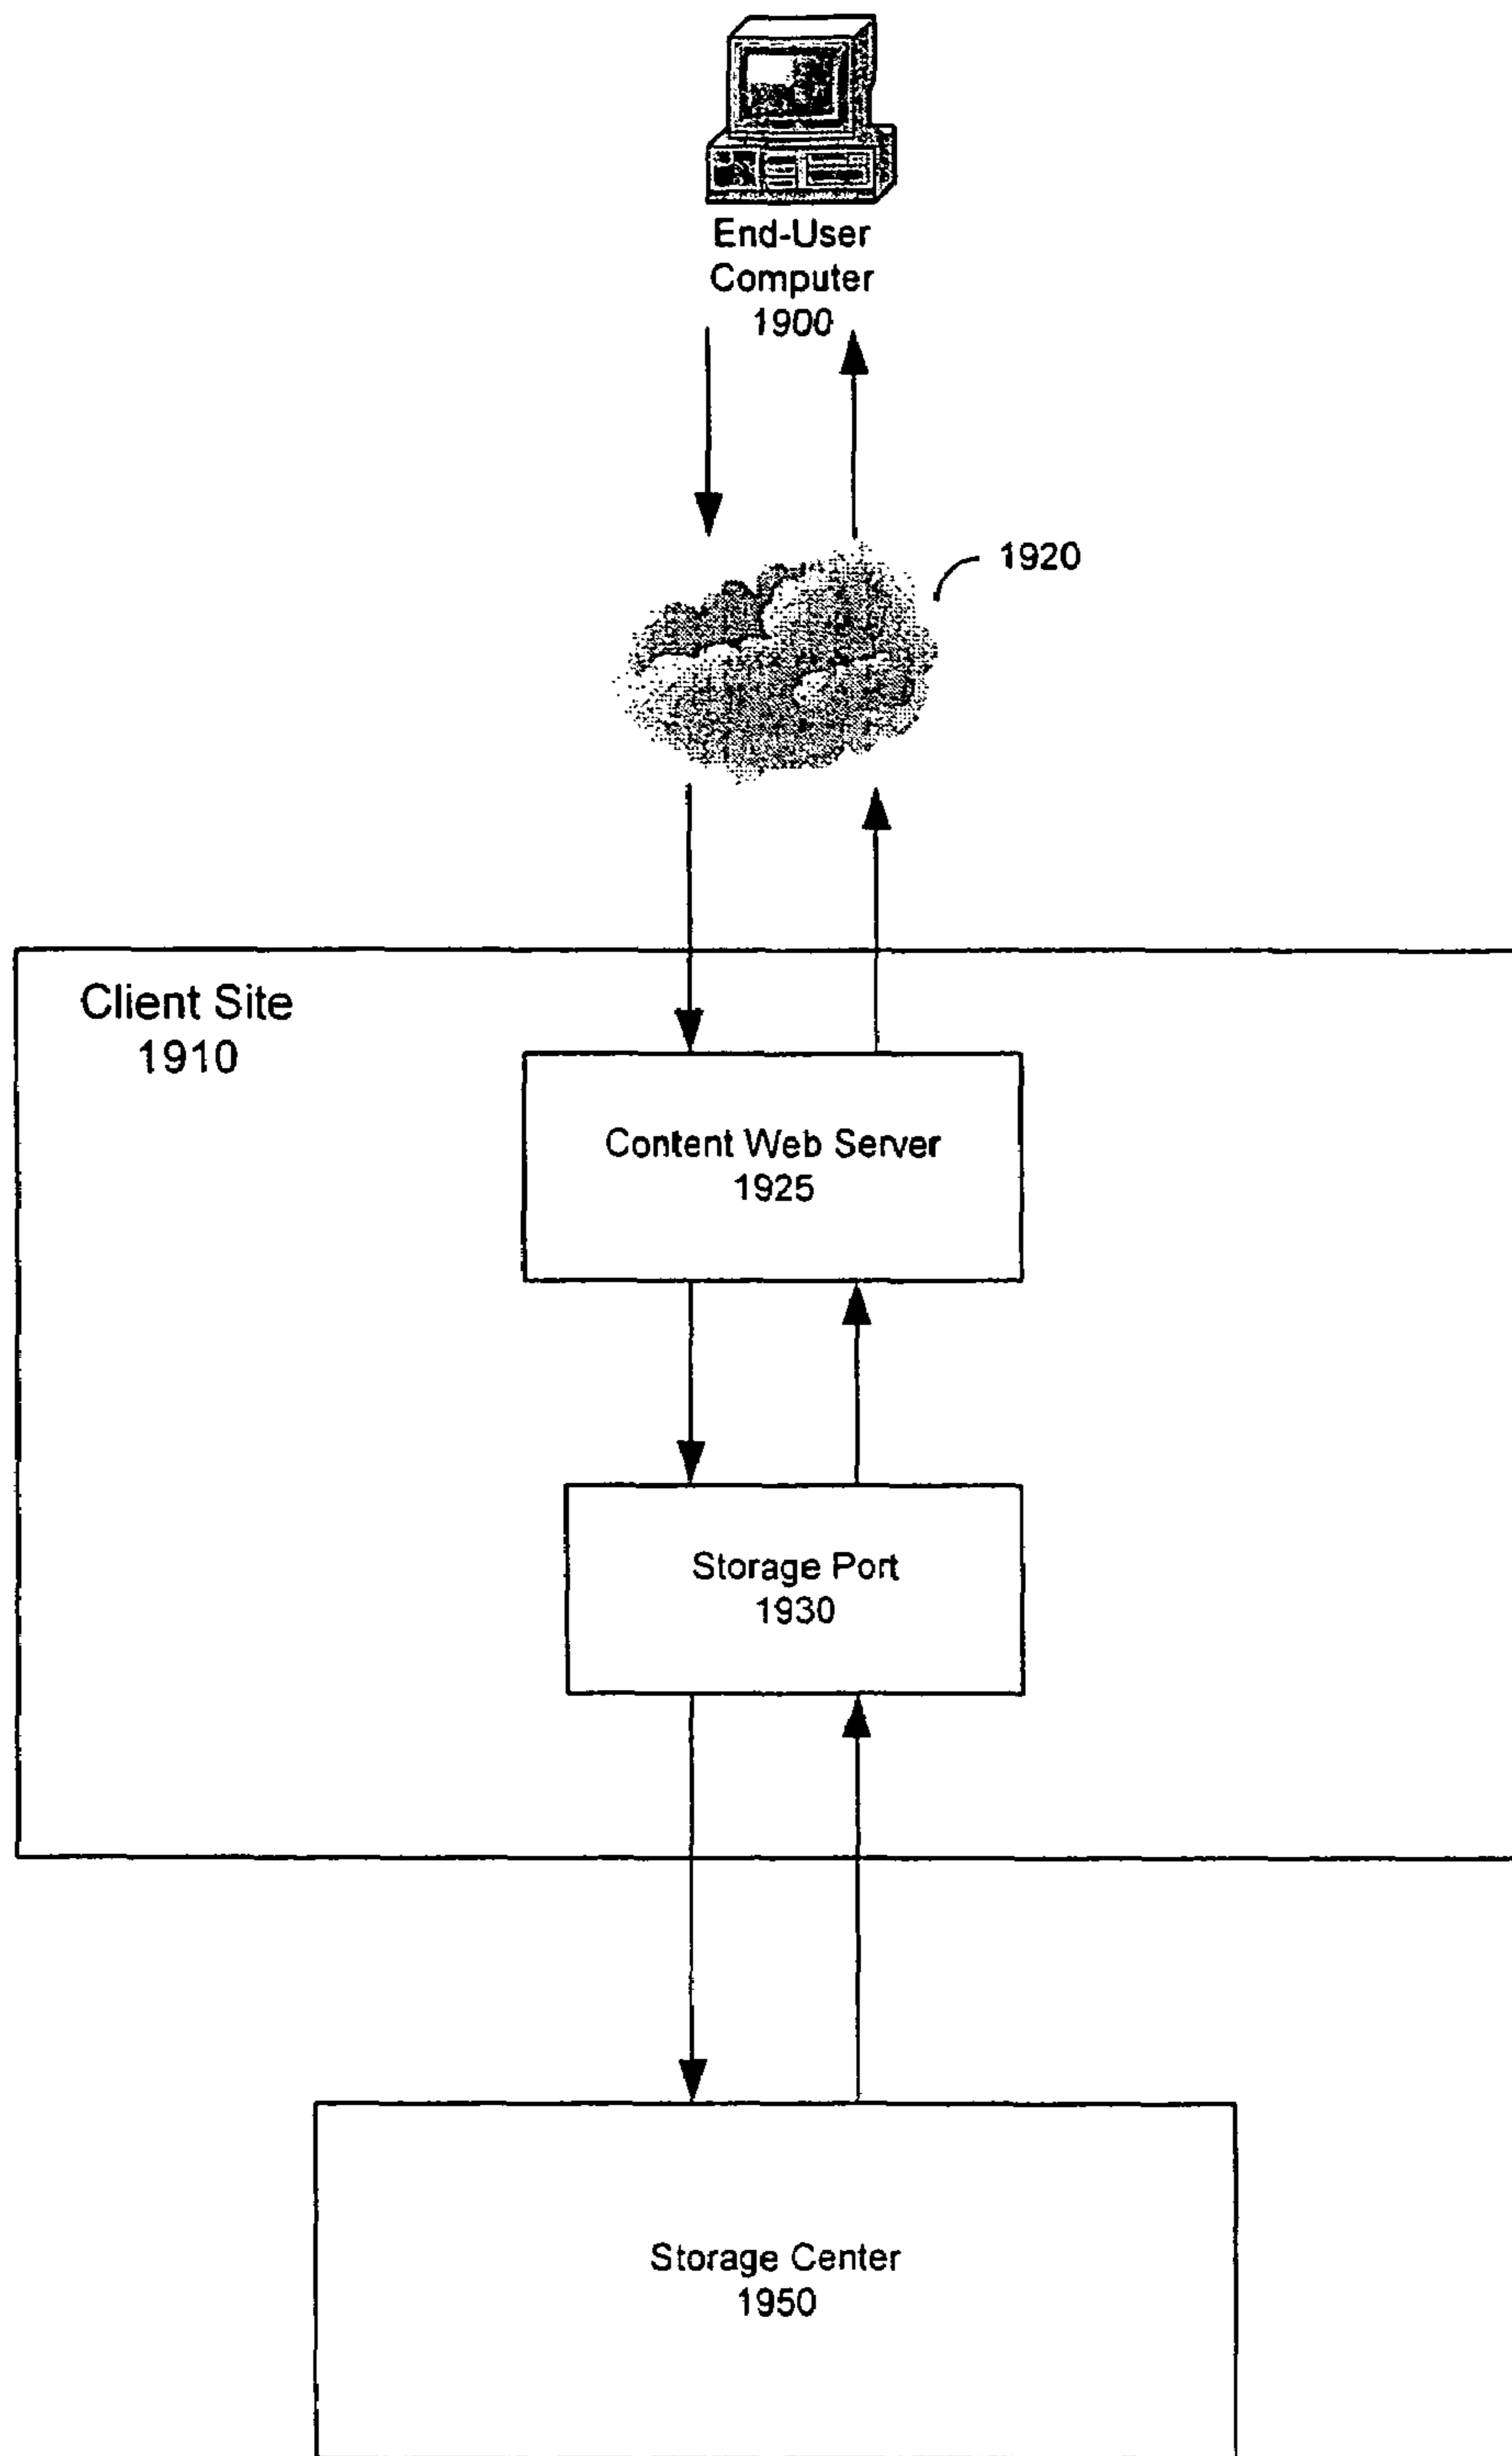 End-User
Computer
1900
1920
Client Site
1910
Content Web Server
1925
Storage Port
1930
Storage Center
1950